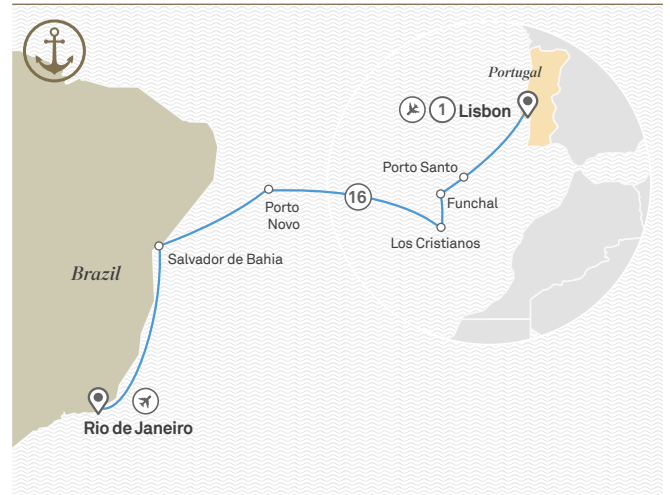 Portugal
1 Lisbon
Porto Santo
Funchal
Porto
Novo
16
Los Cristianos
Salvador de Bahia
Brazil
Rio de Janeiro